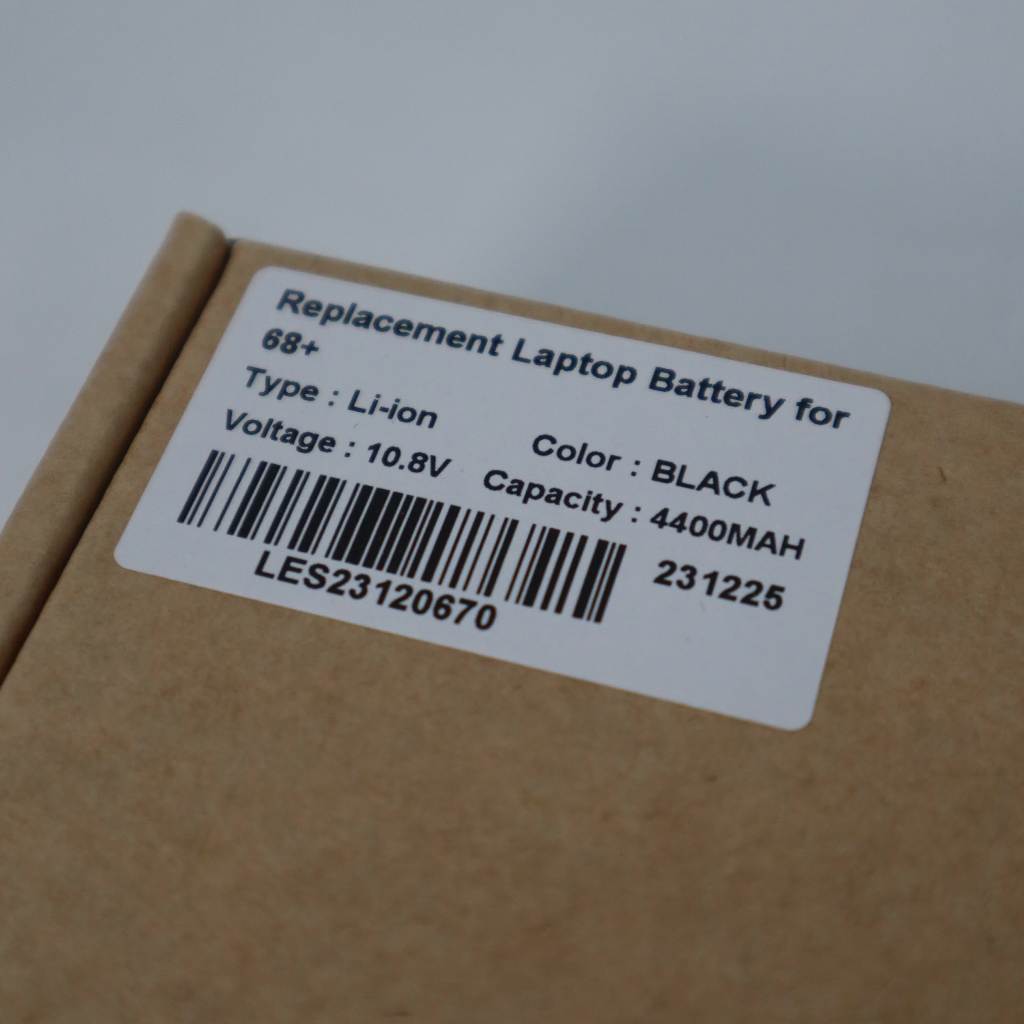 Replacement Laptop Battery for
68+
Type : Li-ion
Color : BLACK
Voltage : 10.8V
Capacity : 4400MAH
LES23120670
231225